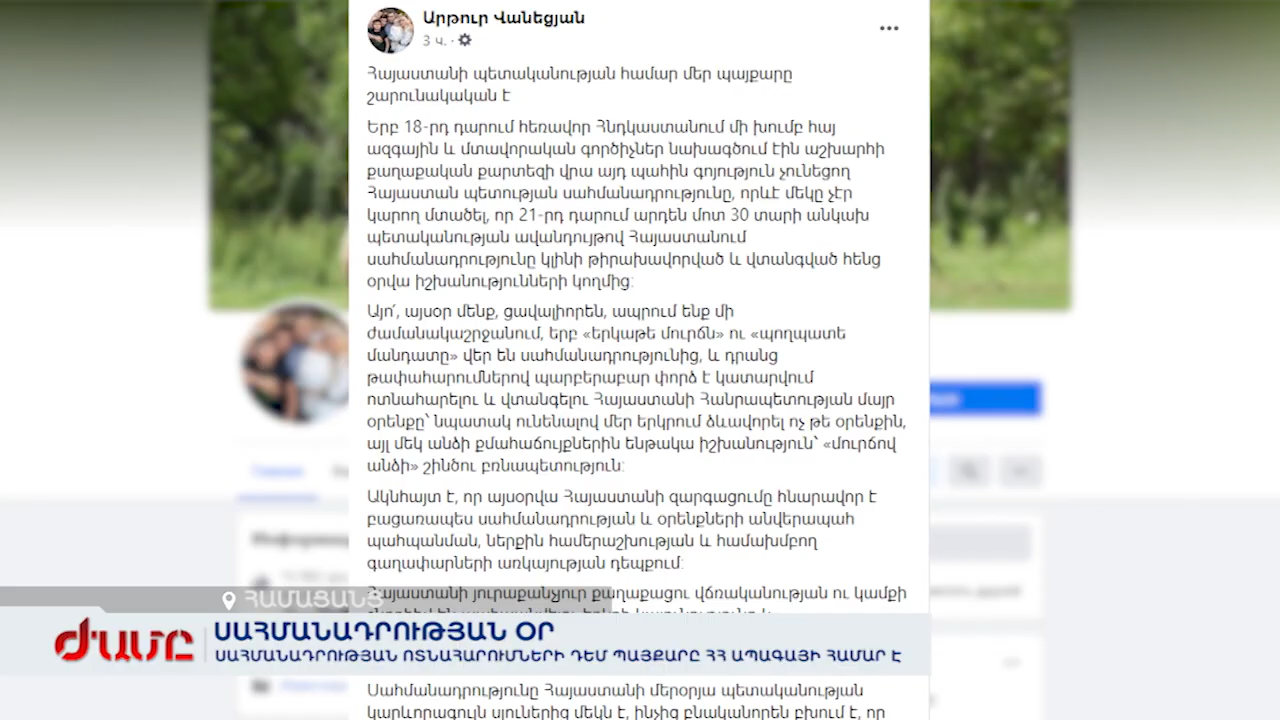 Արթուր Վանեցյան
3 ч. ·
Հայաստանի պետականության համար մեր պայքարը
շարունակական է
Երբ 18-րդ դարում հեռավոր Հնդկաստանում մի խումբ հայ
ազգային և մտավորական գործիչներ նախագծում էին աշխարհի
քաղաքական քարտեզի վրա այդ պահին գոյություն չունեցող
Հայաստան պետության սահմանադրությունը, որևէ մեկը չէր
կարող մտածել, որ 21-րդ դարում արդեն մոտ 30 տարի անկախ
պետականության ավանդույթով Հայաստանում
սահմանադրությունը կլինի թիրախավորված և վտանգված հենց
օրվա իշխանությունների կողմից։
Այո՛, այսօր մենք, ցավալիորեն, ապրում ենք մի
ժամանակաշրջանում, երբ «երկաթե մուրճն» ու «պողպատե
մանդատը» վեր են սահմանադրությունից, և դրանց
թափահարումներով պարբերաբար փորձ է կատարվում
ոտնահարելու և վտանգելու Հայաստանի Հանրապետության մայր
օրենքը՝ նպատակ ունենալով մեր երկրում ձևավորել ոչ թե օրենքին,
այլ մեկ անձի քմահաճույքներին ենթակա իշխանություն՝ «մուրճով
անձի» շինծու բռնապետություն։
Ակնհայտ է, որ այսօրվա Հայաստանի զարգացումը հնարավոր է
բացառապես սահմանադրության և օրենքների անվերապահ
պահպանման, ներքին համերաշխության և համախմբող
գաղափարների առկայության դեպքում։
Հայաստանի յուրաքանչյուր քաղաքացու վճռականության ու կամքի
ՀԱՄԱՑԱՆՑ
ԺԱՄԸ
ՍԱՀՄԱՆԱԴՐՈՒԹՅԱՆ ՕՐ
ՍԱՀՄԱՆԱԴՐՈՒԹՅԱՆ ՈՏՆԱՀԱՐՈՒՄՆԵՐԻ ԴԵՄ ՊԱՅՔԱՐԸ ՀՀ ԱՊԱԳԱՅԻ ՀԱՄԱՐ Է
Սահմանադրությունը Հայաստանի մերօրյա պետականության
կարևորագույն սյուներից մեկն է, ինչից բնականորեն բխում է, որ